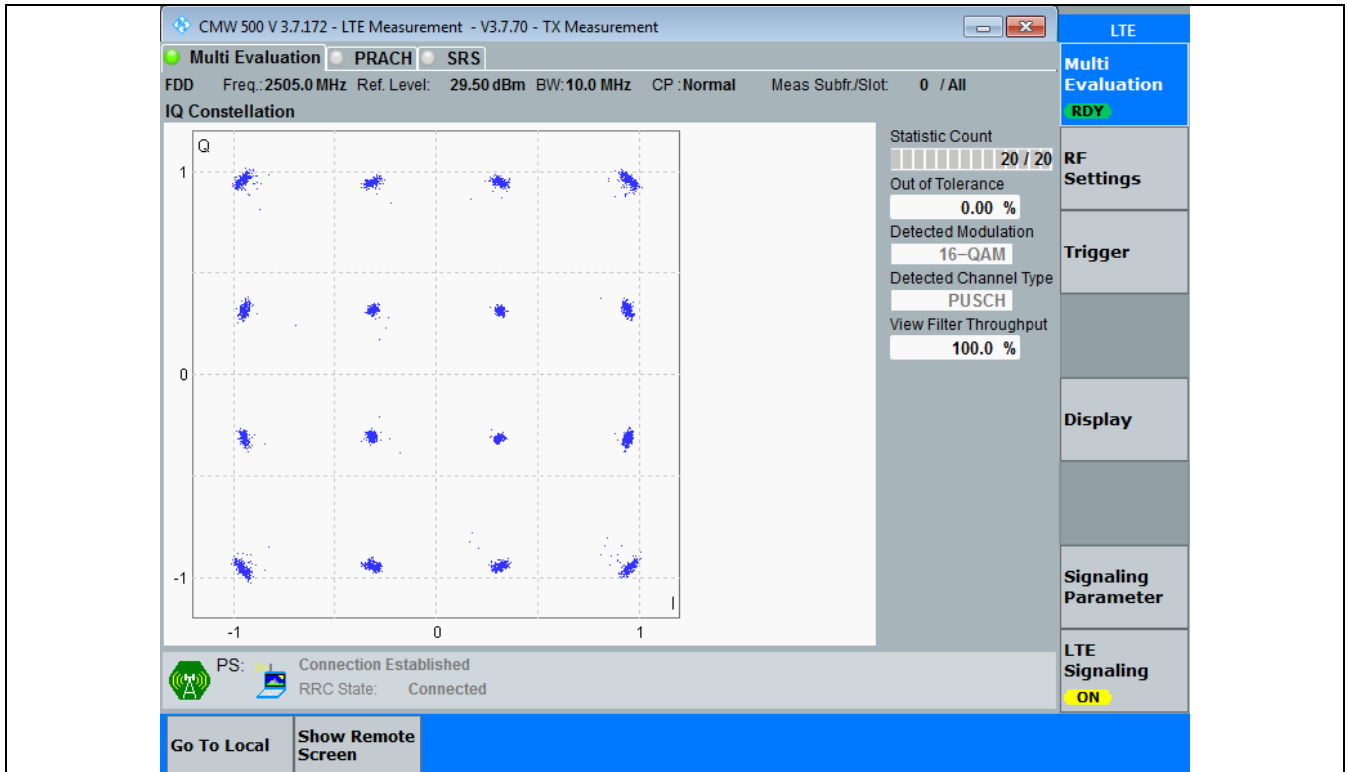 CMW 500 V 3.7.172 - LTE Measurement - V3.7.70 - TX Measurement
LTE
Multi Evaluation PRACH SRS
Multi
Evaluation
RDY
FDD Freq.:2505.0 MHz Ref. Level: 29.50 dBm BW:10.0 MHz CP :Normal Meas Subfr./Slot: 0 / All
IQ Constellation
Q
1
0
-1
I
-1 0 1
Statistic Count
20 / 20
Out of Tolerance
0.00 %
Detected Modulation
16-QAM
Detected Channel Type
PUSCH
View Filter Throughput
100.0 %
RF
Settings
Trigger
Display
Signaling
Parameter
LTE
Signaling
ON
PS: Connection Established
RRC State: Connected
Go To Local
Show Remote
Screen